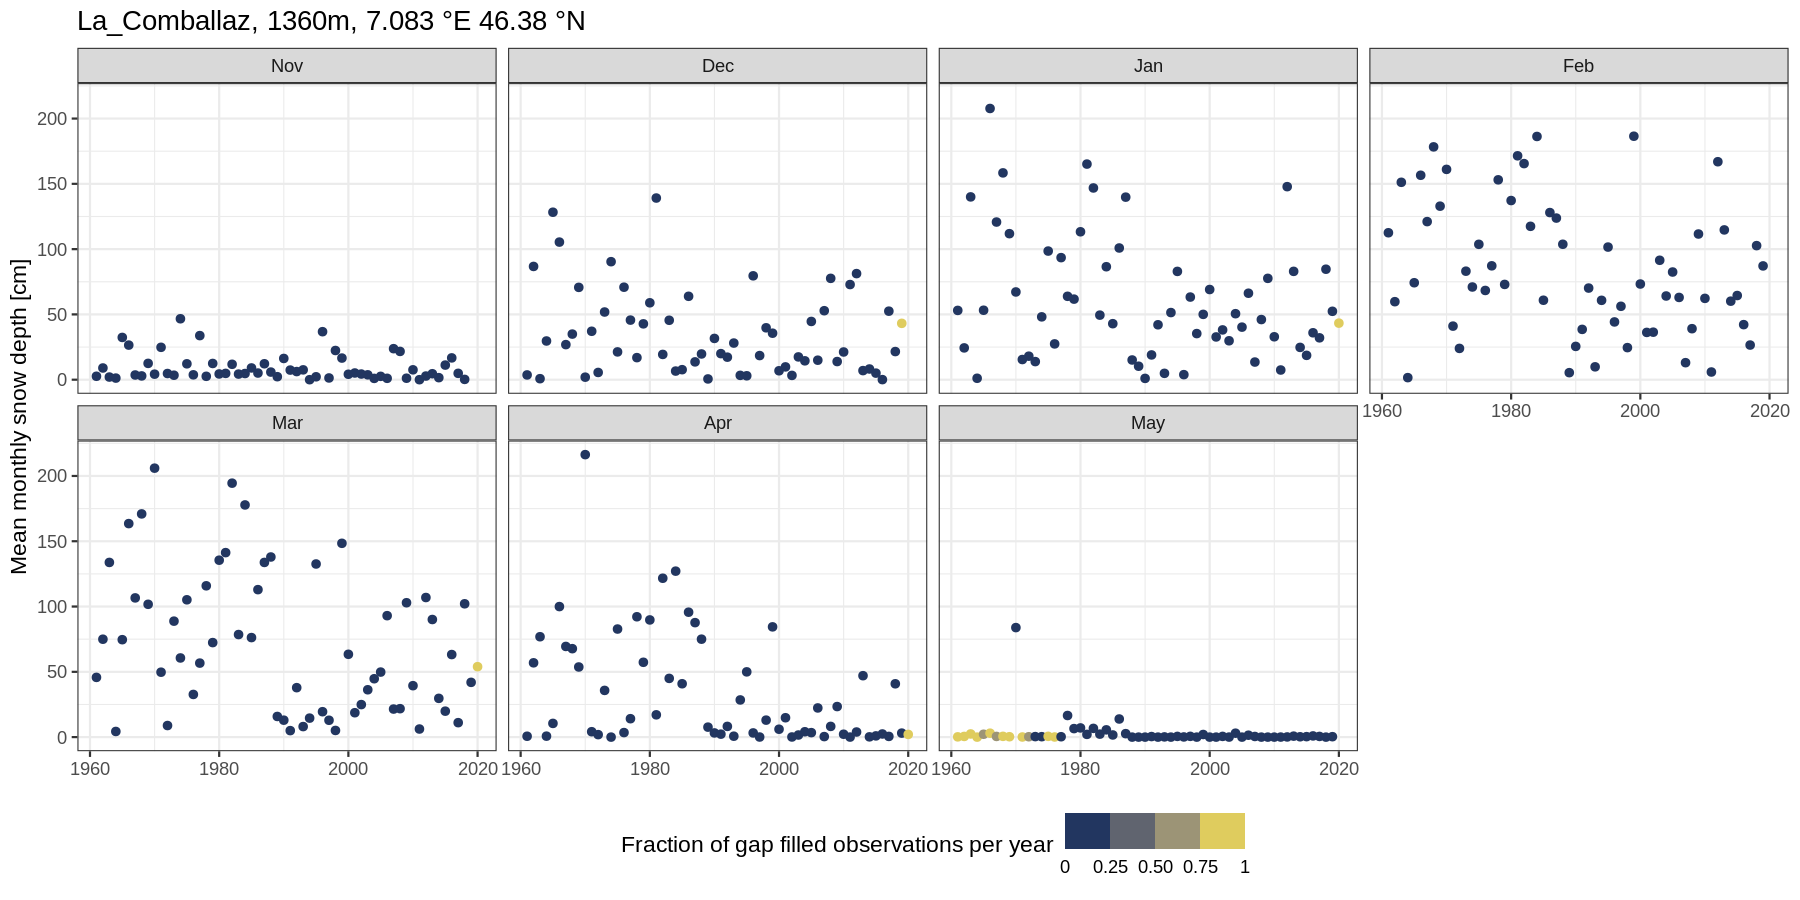 La_Comballaz, 1360m, 7.083 °E 46.38 °N
Nov Dec Jan Feb
Mean monthly snow depth [cm]
200
150
100
50
0
1960 1980 2000 2020
Mar Apr May
200
150
100
50
0
1960 1980 2000 2020 1960 1980 2000 2020 1960 1980 2000 2020
Fraction of gap filled observations per year
0 0.25 0.50 0.75 1